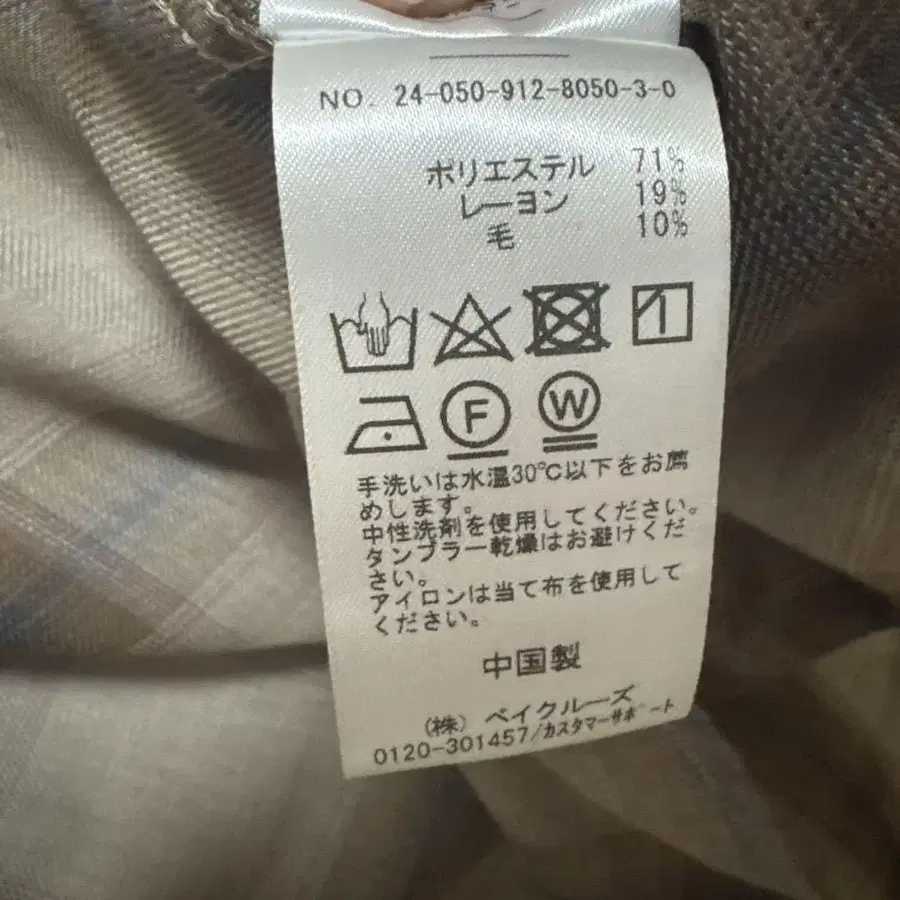 NO. 24-050-912-8050-3-0
ポリエステル 71%
レーヨン 19%
毛 10%
F W
手洗いは水温30℃以下をお薦
めします。
中性洗剤を使用してください。
タンブラー乾燥はお避けくだ
さい。
アイロンは当て布を使用して
ください。
中国製
(株) ベイクルーズ
0120-301457/カスタマーサポート